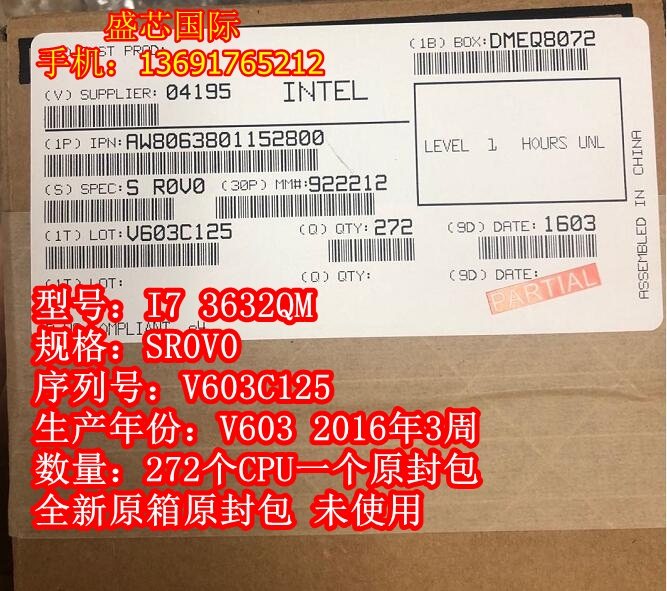 盛芯国际
手机：13691765212
ST PROD:
(1B) BOX: DMEQ8072
(V) SUPPLIER: 04195 INTEL
(1P) IPN: AW8063801152800
LEVEL 1 HOURS UNL
(S) SPEC: S R0V0 (30P) MM#: 922212
(1T) LOT: V603C125 (Q) QTY: 272 (9D) DATE: 1603
(1T) LOT: (Q) QTY: (9D) DATE:
PARTIAL
ASSEMBLED IN CHINA
型号：I7 3632QM
COMPLIANT
规格：SR0V0
序列号：V603C125
生产年份：V603 2016年3周
数量：272个CPU一个原封包
全新原箱原封包 未使用